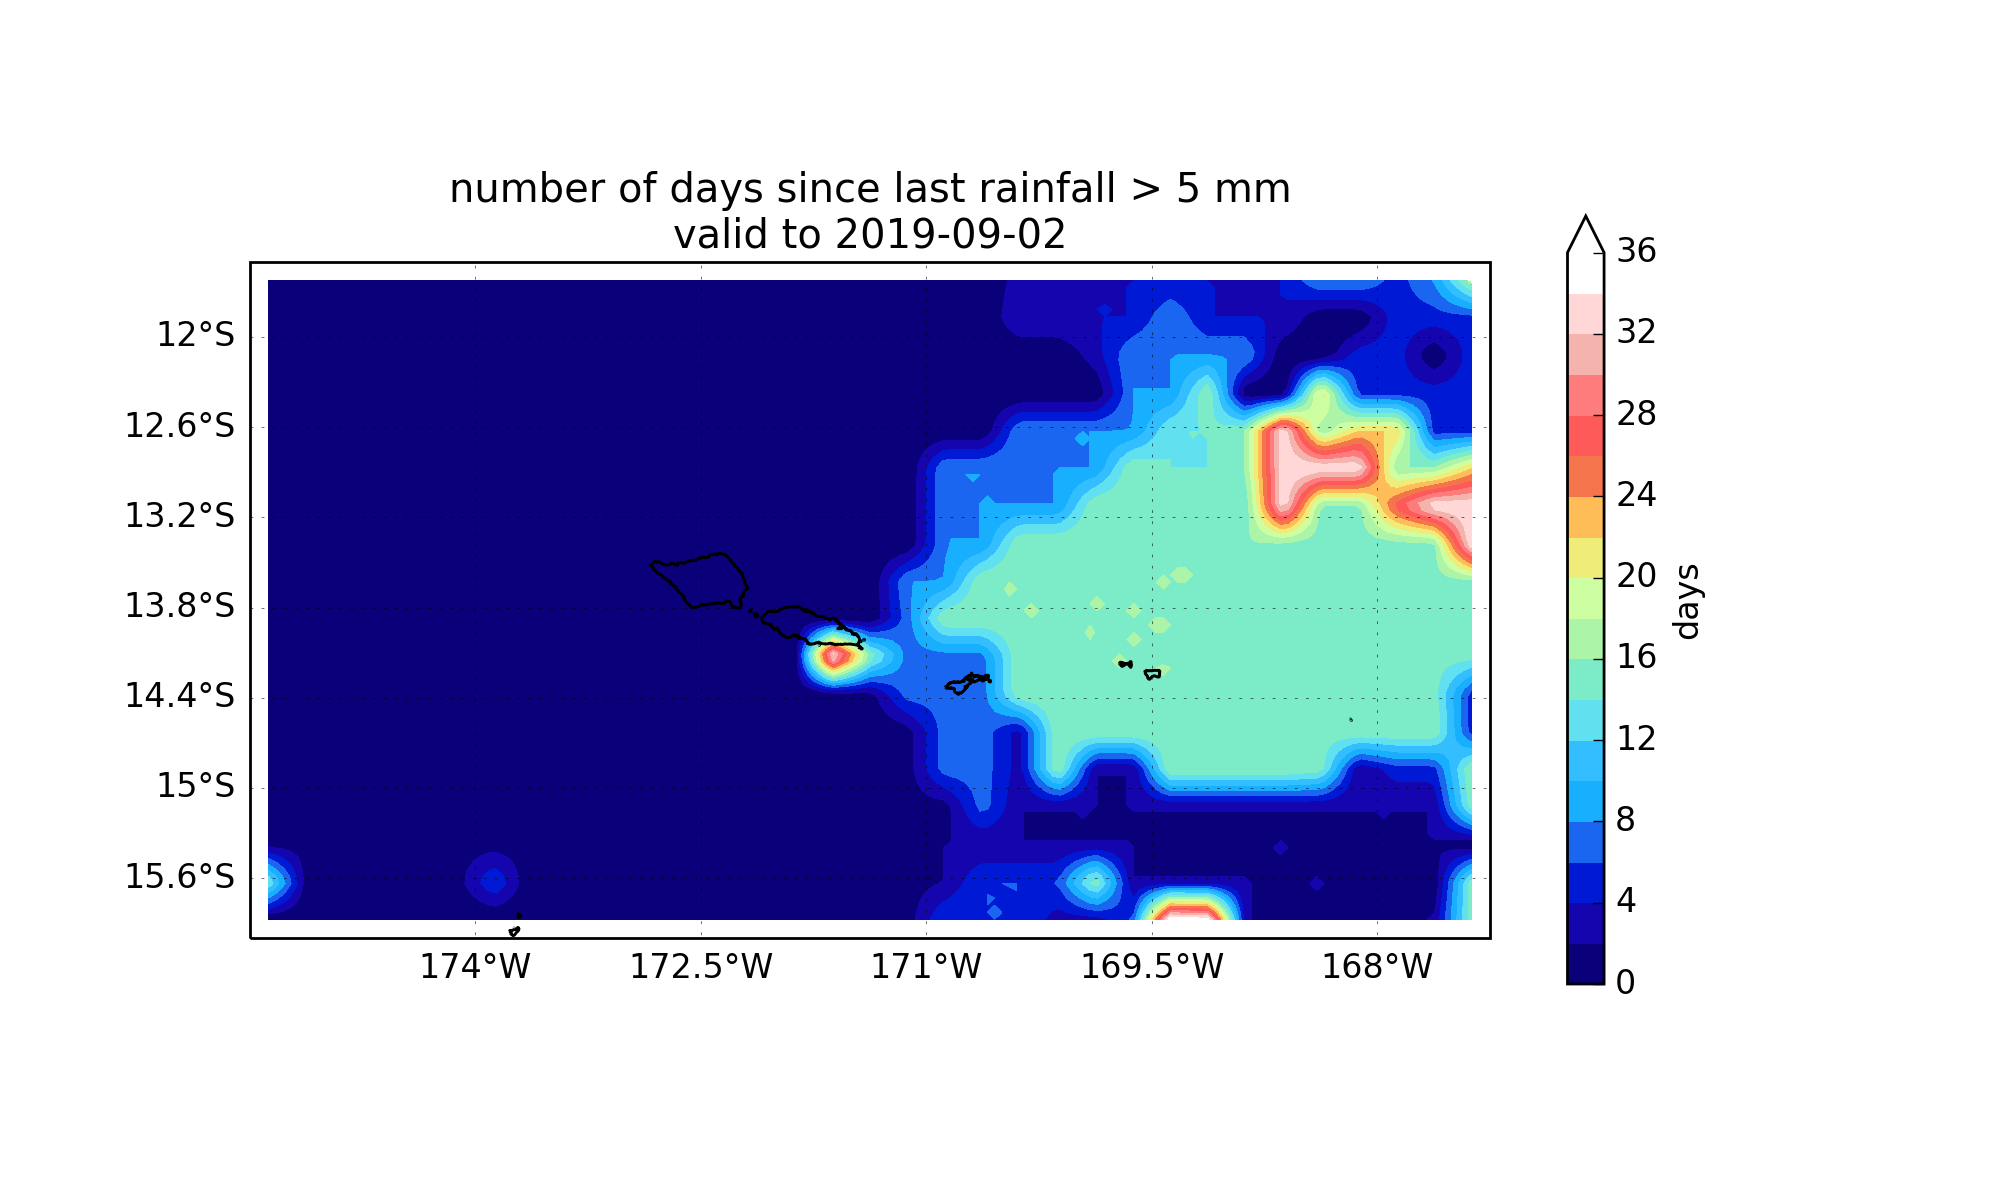 number of days since last rainfall > 5 mm
valid to 2019-09-02
12°S
12.6°S
13.2°S
13.8°S
14.4°S
15°S
15.6°S
174°W
172.5°W
171°W
169.5°W
168°W
36
32
28
24
20
16
12
8
4
0
days